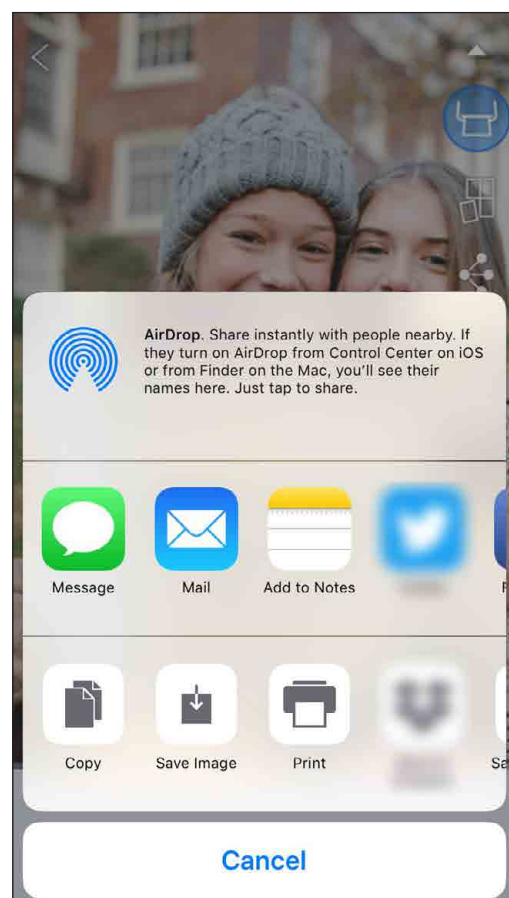 AirDrop. Share instantly with people nearby. If
they turn on AirDrop from Control Center on iOS
or from Finder on the Mac, you'll see their
names here. Just tap to share.
Message
Mail
Add to Notes
Copy
Save Image
Print
Cancel